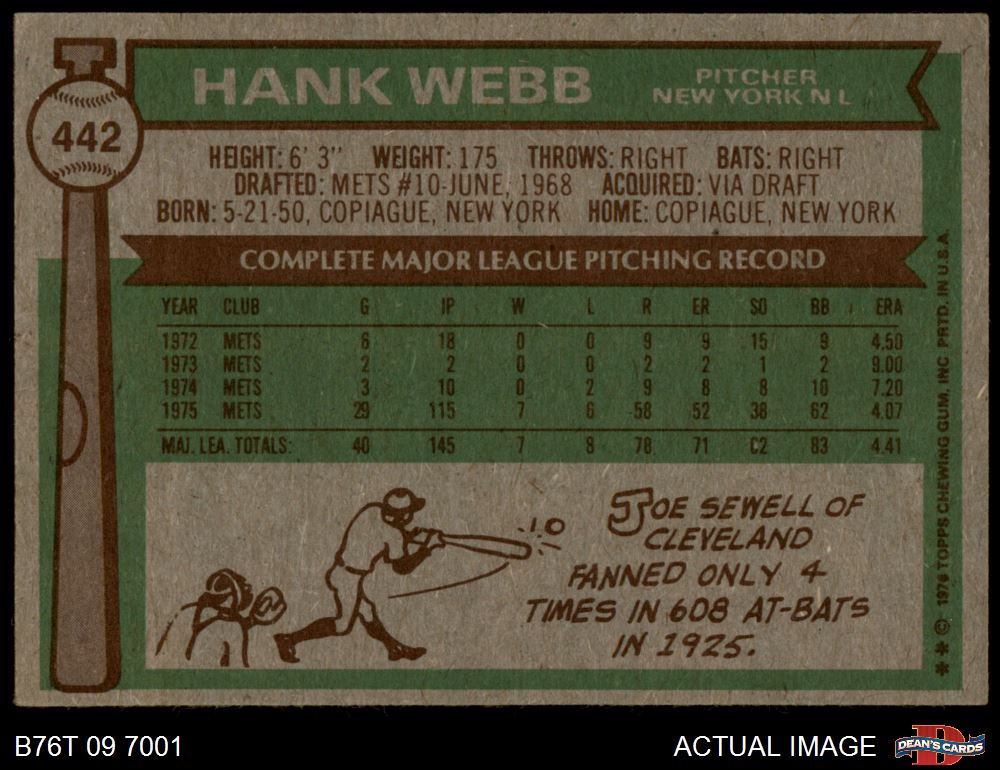 HANK WEBB
PITCHER
NEW YORK N L
442
HEIGHT: 6' 3" WEIGHT: 175 THROWS: RIGHT BATS: RIGHT
DRAFTED: METS #10-JUNE, 1968 ACQUIRED: VIA DRAFT
BORN: 5-21-50, COPIAGUE, NEW YORK HOME: COPIAGUE, NEW YORK
COMPLETE MAJOR LEAGUE PITCHING RECORD
YEAR CLUB G IP W L R ER SO BB ERA
1972 METS 6 18 0 0 9 9 15 9 4.50
1973 METS 2 2 0 0 2 2 1 2 9.00
1974 METS 3 10 0 2 9 8 8 10 7.20
1975 METS 29 115 7 6 58 52 38 62 4.07
MAJ. LEA. TOTALS: 40 145 7 8 78 71 C2 83 4.41
JOE SEWELL OF
CLEVELAND
FANNED ONLY 4
TIMES IN 608 AT-BATS
IN 1925.
* * © 1976 TOPPS CHEWING GUM, INC PRTD. IN U.S.A.
B76T 09 7001
ACTUAL IMAGE
D
DEAN'S CARDS